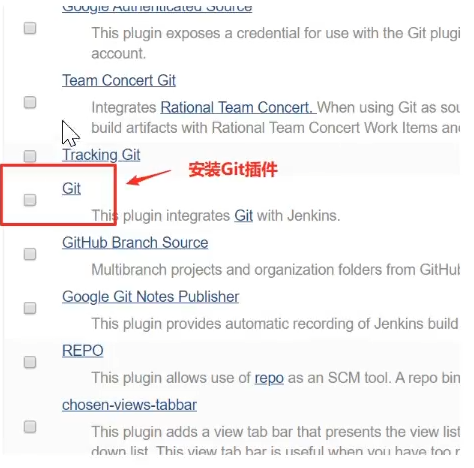 Google Authenticated Source
This plugin exposes a credential for use with the Git plugi
account.
Team Concert Git
Integrates Rational Team Concert. When using Git as sou
build artifacts with Rational Team Concert Work Items and
Tracking Git
安装Git插件
Git
This plugin integrates Git with Jenkins.
GitHub Branch Source
Multibranch projects and organization folders from GitHub
Google Git Notes Publisher
This plugin provides automatic recording of Jenkins build
REPO
This plugin allows use of repo as an SCM tool. A repo bin
chosen-views-tabbar
This plugin adds a view tab bar that presents the view list
down list. This view tab bar is useful when you have too